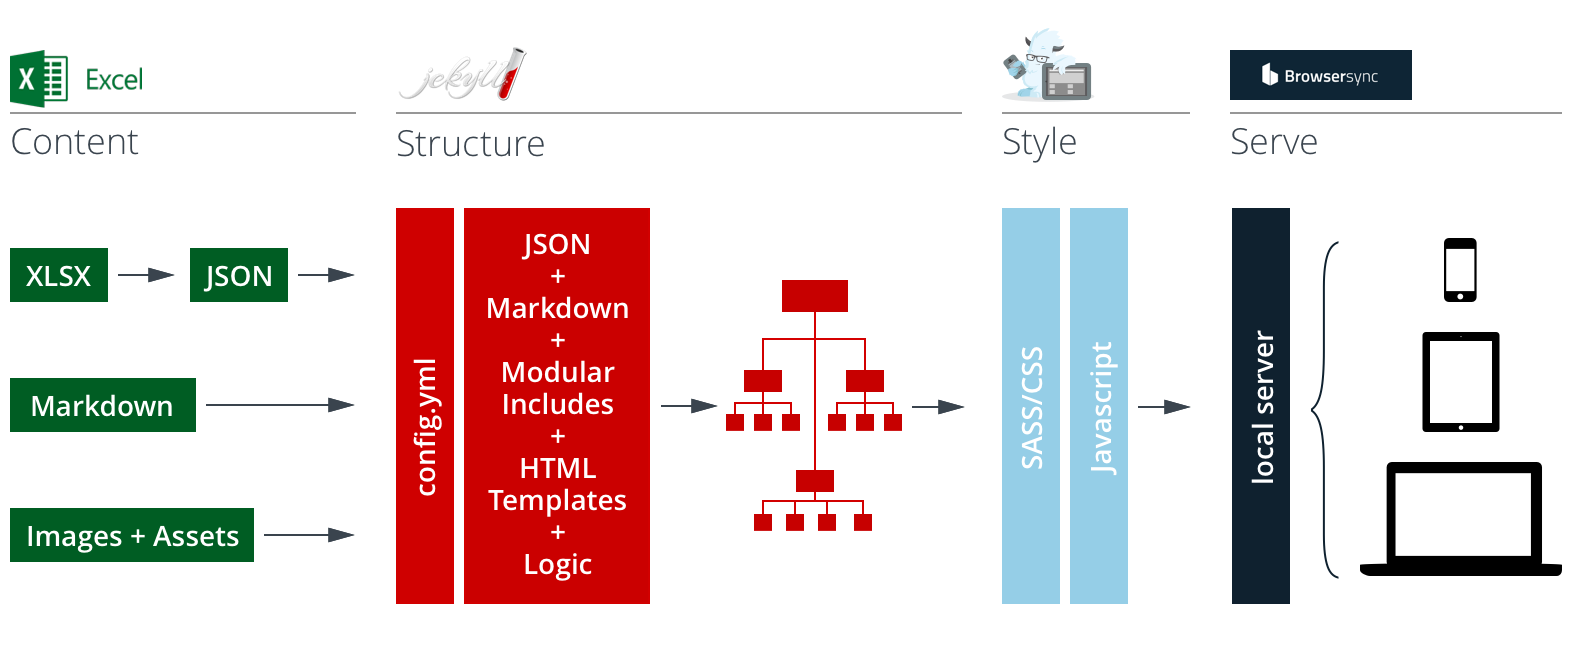 X Excel
jekyll
Browsersync
Content
Structure
Style
Serve
XLSX
JSON
Markdown
Images + Assets
config.yml
JSON
+
Markdown
+
Modular
Includes
+
HTML
Templates
+
Logic
SASS/CSS
Javascript
local server